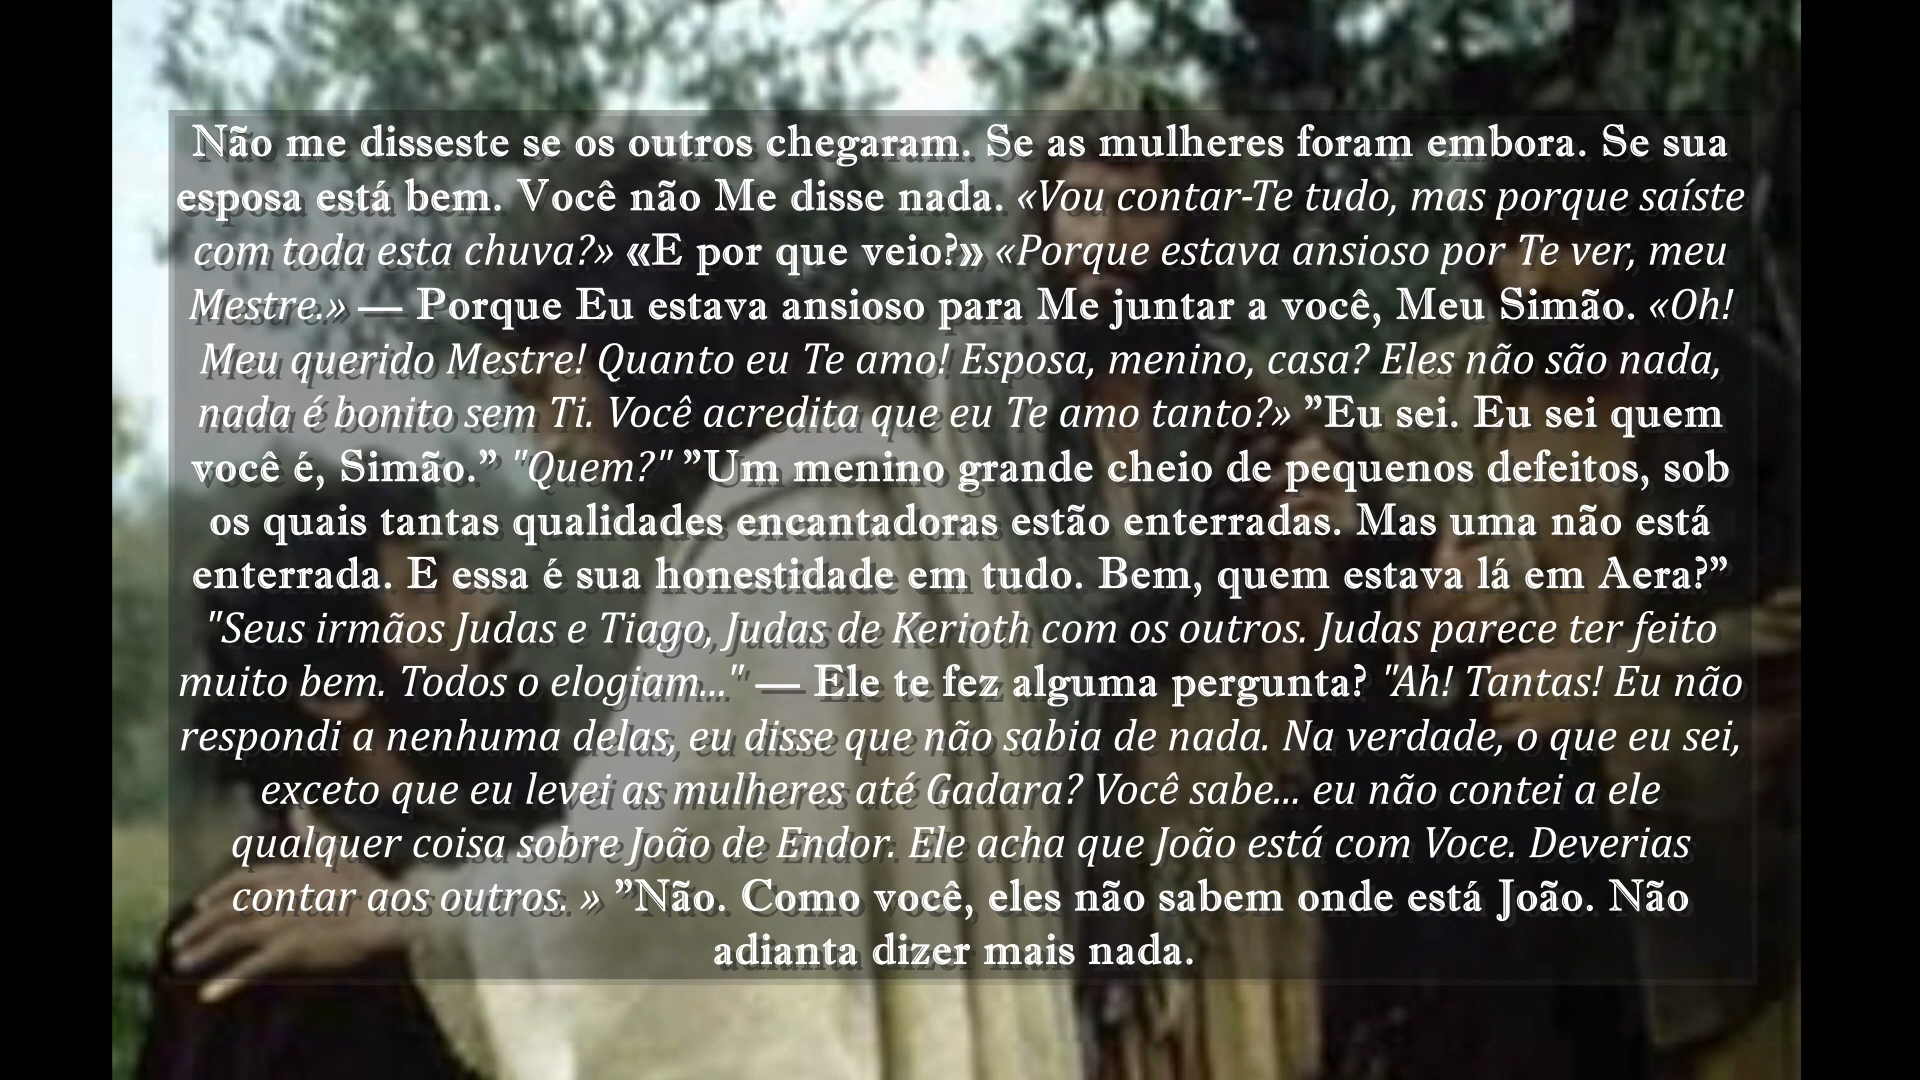 Não me disseste se os outros chegaram. Se as mulheres foram embora. Se sua
esposa está bem. Você não Me disse nada. «Vou contar-Te tudo, mas porque saíste
com toda esta chuva?» «E por que veio?» «Porque estava ansioso por Te ver, meu
Mestre.» — Porque Eu estava ansioso para Me juntar a você, Meu Simão. «Oh!
Meu querido Mestre! Quanto eu Te amo! Esposa, menino, casa? Eles não são nada,
nada é bonito sem Ti. Você acredita que eu Te amo tanto?» ”Eu sei. Eu sei quem
você é, Simão.” "Quem?" ”Um menino grande cheio de pequenos defeitos, sob
os quais tantas qualidades encantadoras estão enterradas. Mas uma não está
enterrada. E essa é sua honestidade em tudo. Bem, quem estava lá em Aera?”
"Seus irmãos Judas e Tiago, Judas de Kerioth com os outros. Judas parece ter feito
muito bem. Todos o elogiam..." — Ele te fez alguma pergunta? "Ah! Tantas! Eu não
respondi a nenhuma delas, eu disse que não sabia de nada. Na verdade, o que eu sei,
exceto que eu levei as mulheres até Gadara? Você sabe... eu não contei a ele
qualquer coisa sobre João de Endor. Ele acha que João está com Voce. Deverias
contar aos outros. » ”Não. Como você, eles não sabem onde está João. Não
adianta dizer mais nada.